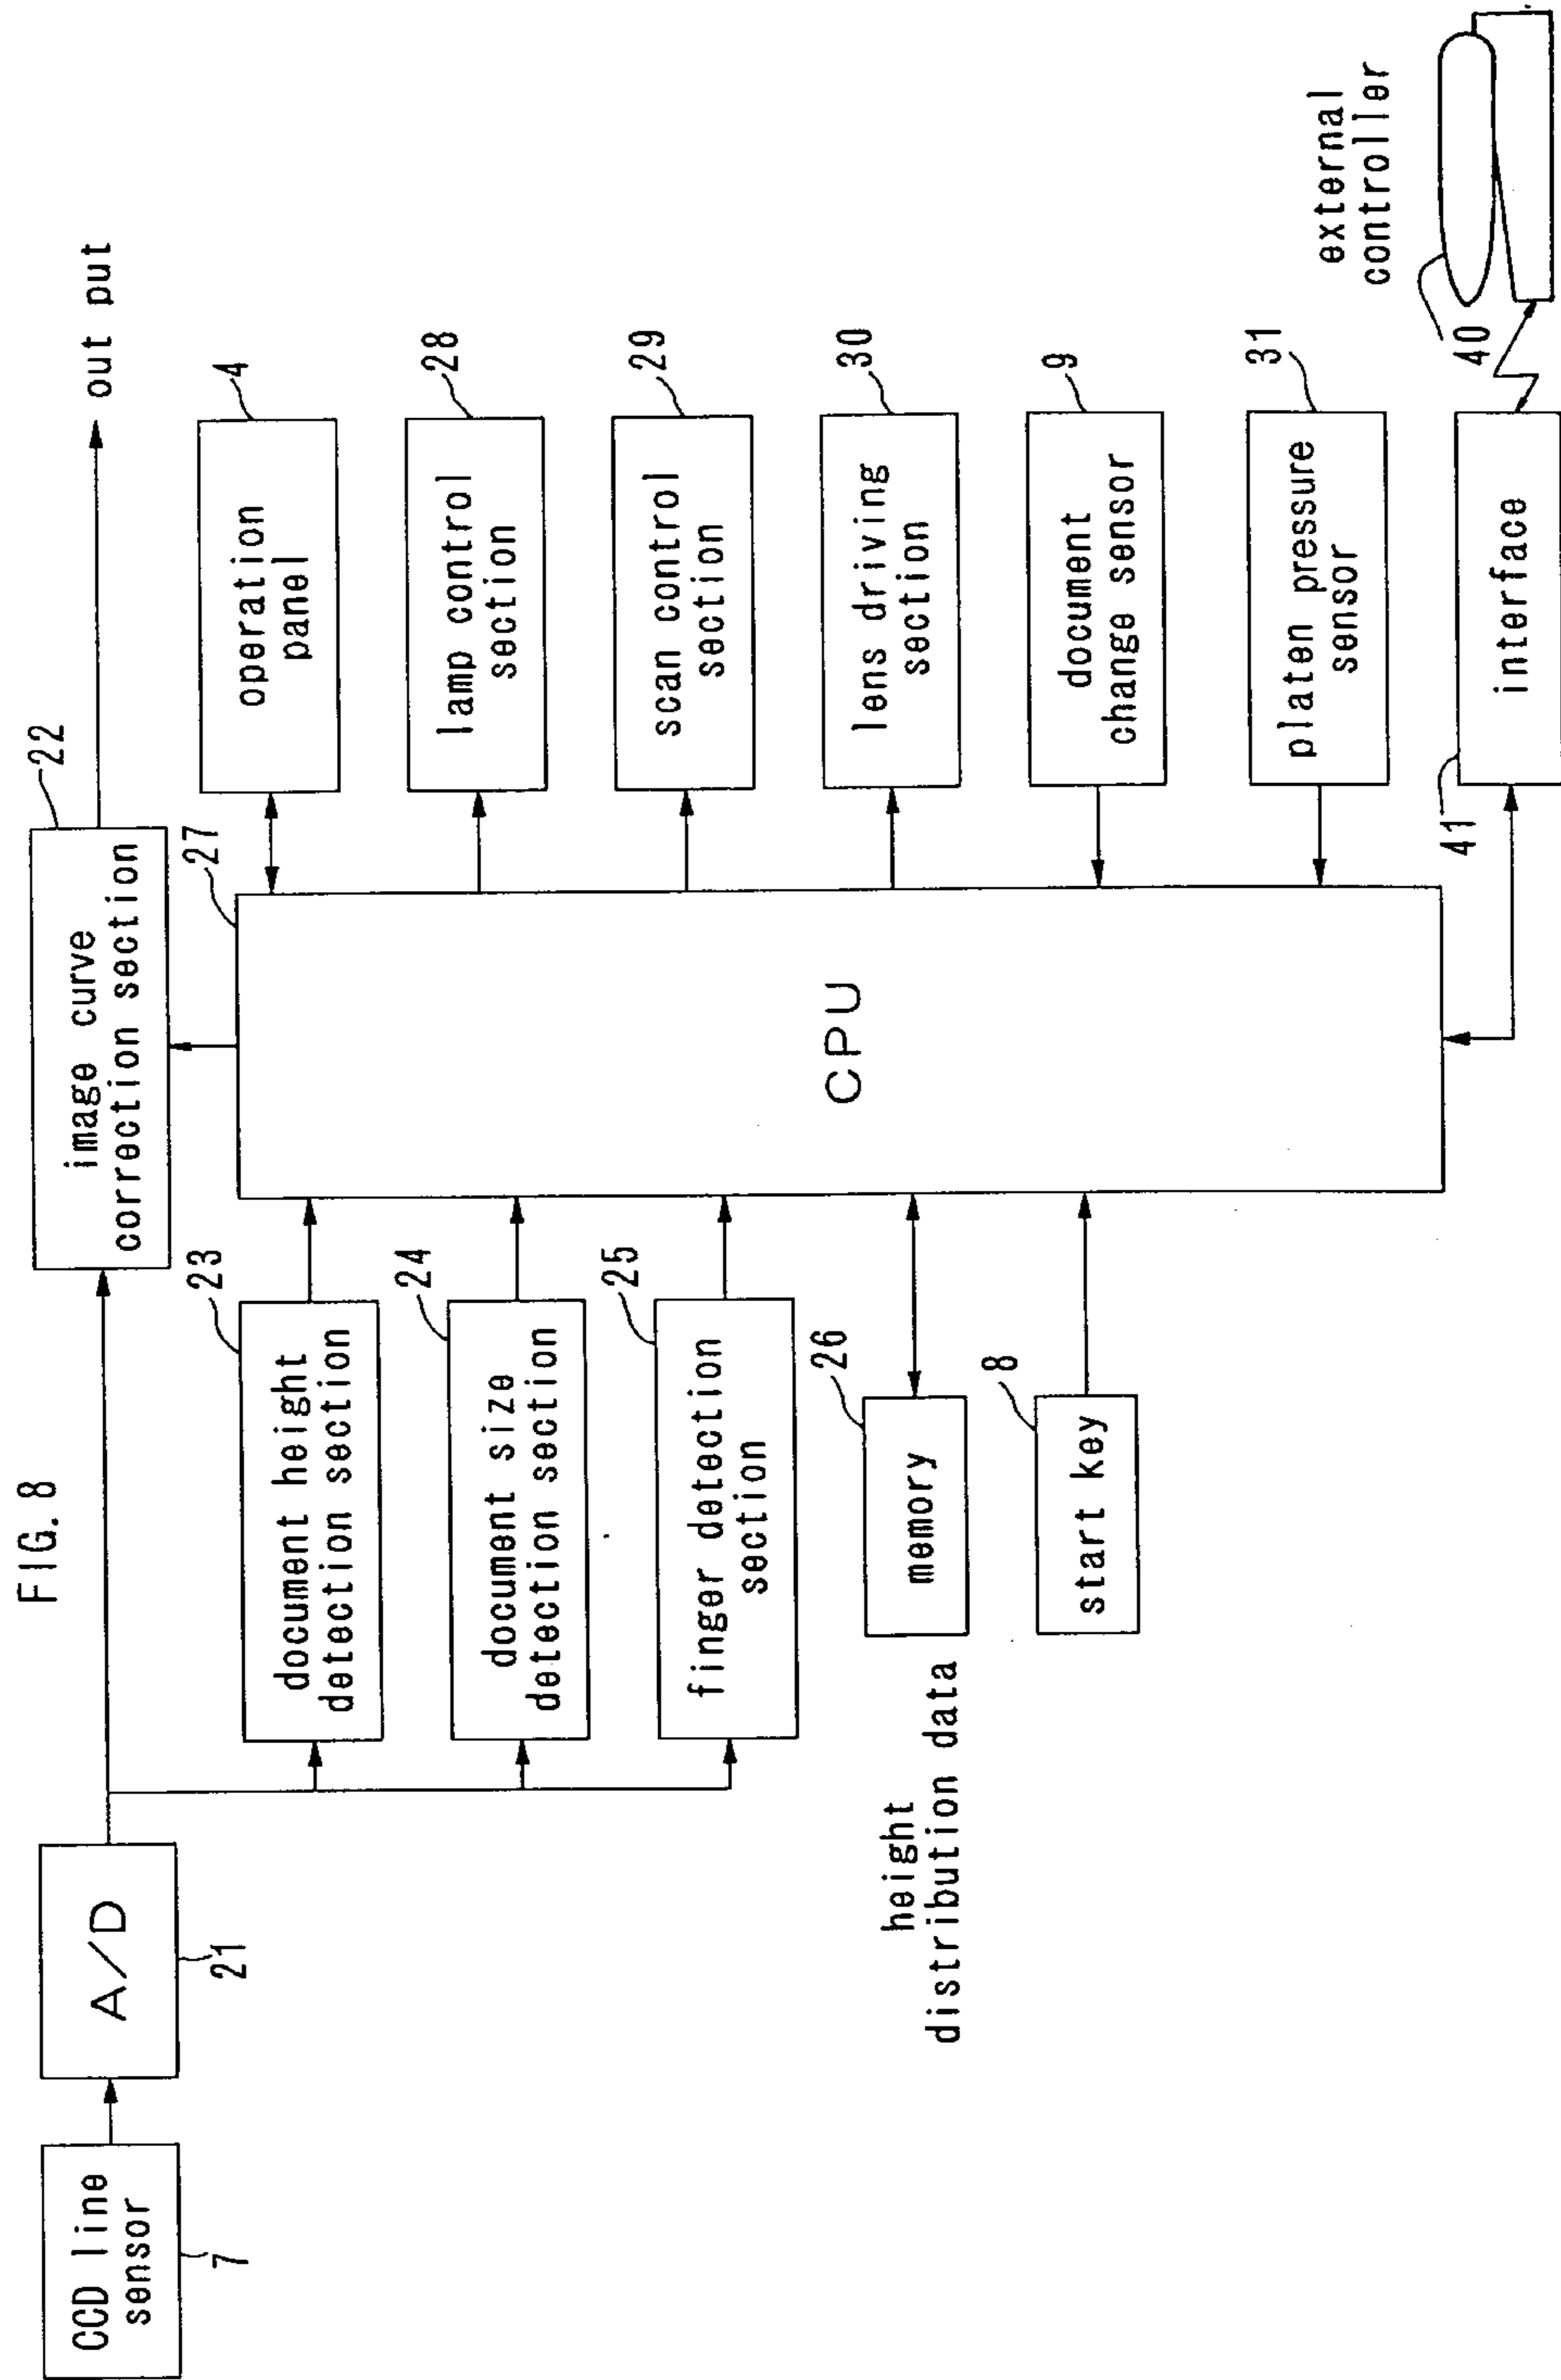 FIG. 8
CCD line
sensor
7
A/D
21
image curve
correction section
22
out put
document height
detection section
23
document size
detection section
24
finger detection
section
25
memory
26
height
distribution data
start key
8
CPU
27
operation
panel
4
lamp control
section
28
scan control
section
29
lens driving
section
30
document
change sensor
9
platen pressure
sensor
31
interface
41
external
controller
40